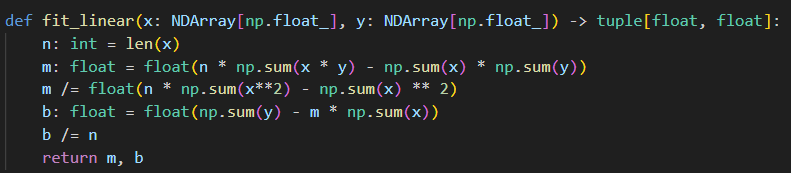 def fit_linear(x: NDArray[np.float_], y: NDArray[np.float_]) -> tuple[float, float]:
    n: int = len(x)
    m: float = float(n * np.sum(x * y) - np.sum(x) * np.sum(y))
    m /= float(n * np.sum(x**2) - np.sum(x) ** 2)
    b: float = float(np.sum(y) - m * np.sum(x))
    b /= n
    return m, b